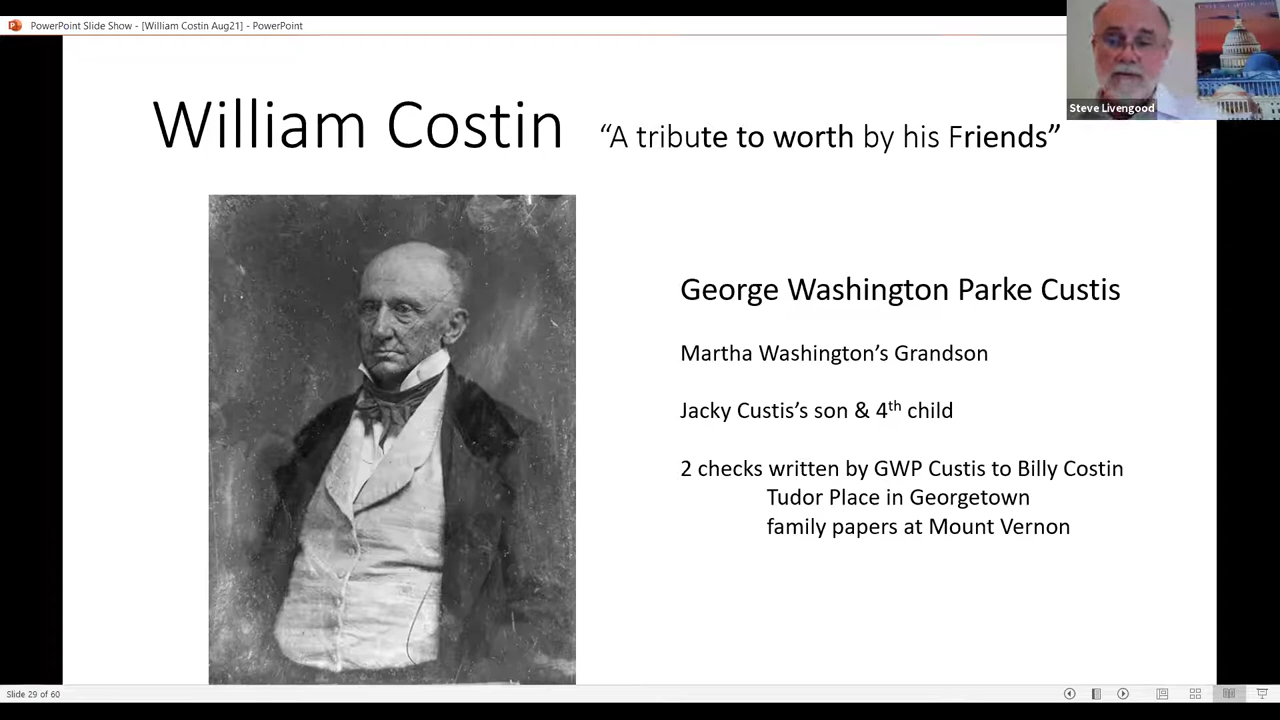 PowerPoint Slide Show - [William Costin Aug21] - PowerPoint
Steve Livengood
William Costin “A tribute to worth by his Friends”
George Washington Parke Custis
Martha Washington’s Grandson
Jacky Custis’s son & 4th child
2 checks written by GWP Custis to Billy Costin
Tudor Place in Georgetown
family papers at Mount Vernon
Slide 29 of 60